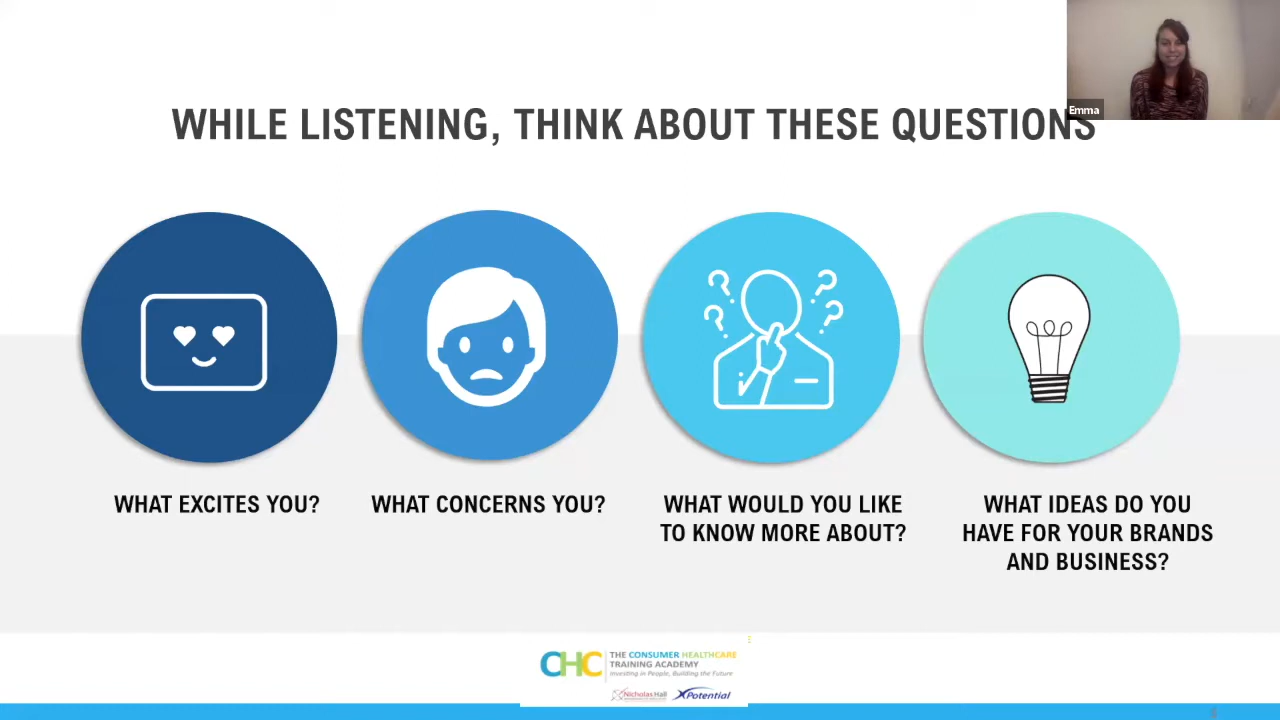 Emma
WHILE LISTENING, THINK ABOUT THESE QUESTIONS
WHAT EXCITES YOU?
WHAT CONCERNS YOU?
WHAT WOULD YOU LIKE
TO KNOW MORE ABOUT?
WHAT IDEAS DO YOU
HAVE FOR YOUR BRANDS
AND BUSINESS?
CHC
THE CONSUMER HEALTHCARE
TRAINING ACADEMY
Investing in People, Building the Future
Nicholas Hall
XPotential